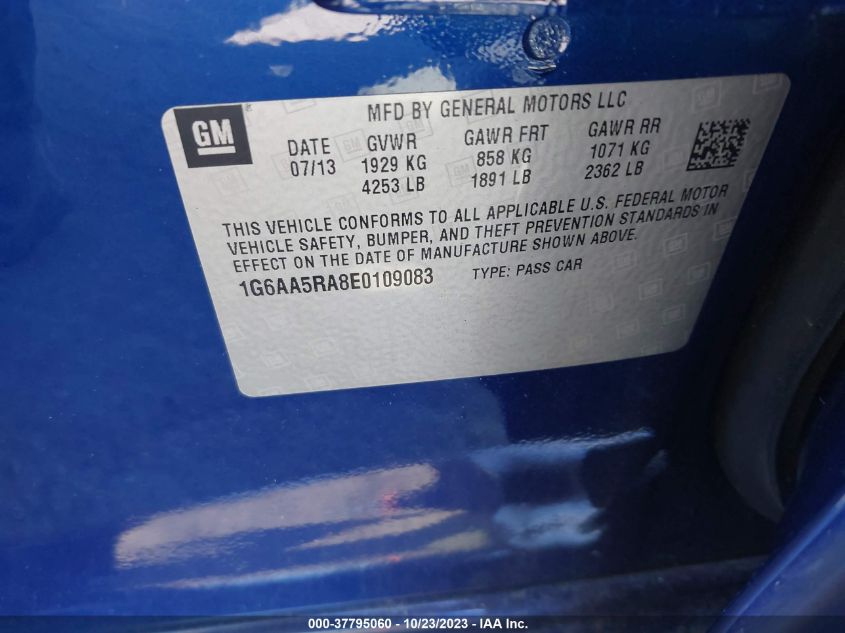 MFD BY GENERAL MOTORS LLC
GM
DATE GVWR GAWR FRT GAWR RR
07/13 1929 KG 858 KG 1071 KG
4253 LB 1891 LB 2362 LB
THIS VEHICLE CONFORMS TO ALL APPLICABLE U.S. FEDERAL MOTOR
VEHICLE SAFETY, BUMPER, AND THEFT PREVENTION STANDARDS IN
EFFECT ON THE DATE OF MANUFACTURE SHOWN ABOVE.
1G6AA5RA8E0109083 TYPE: PASS CAR
000-37795060 - 10/23/2023 - IAA Inc.